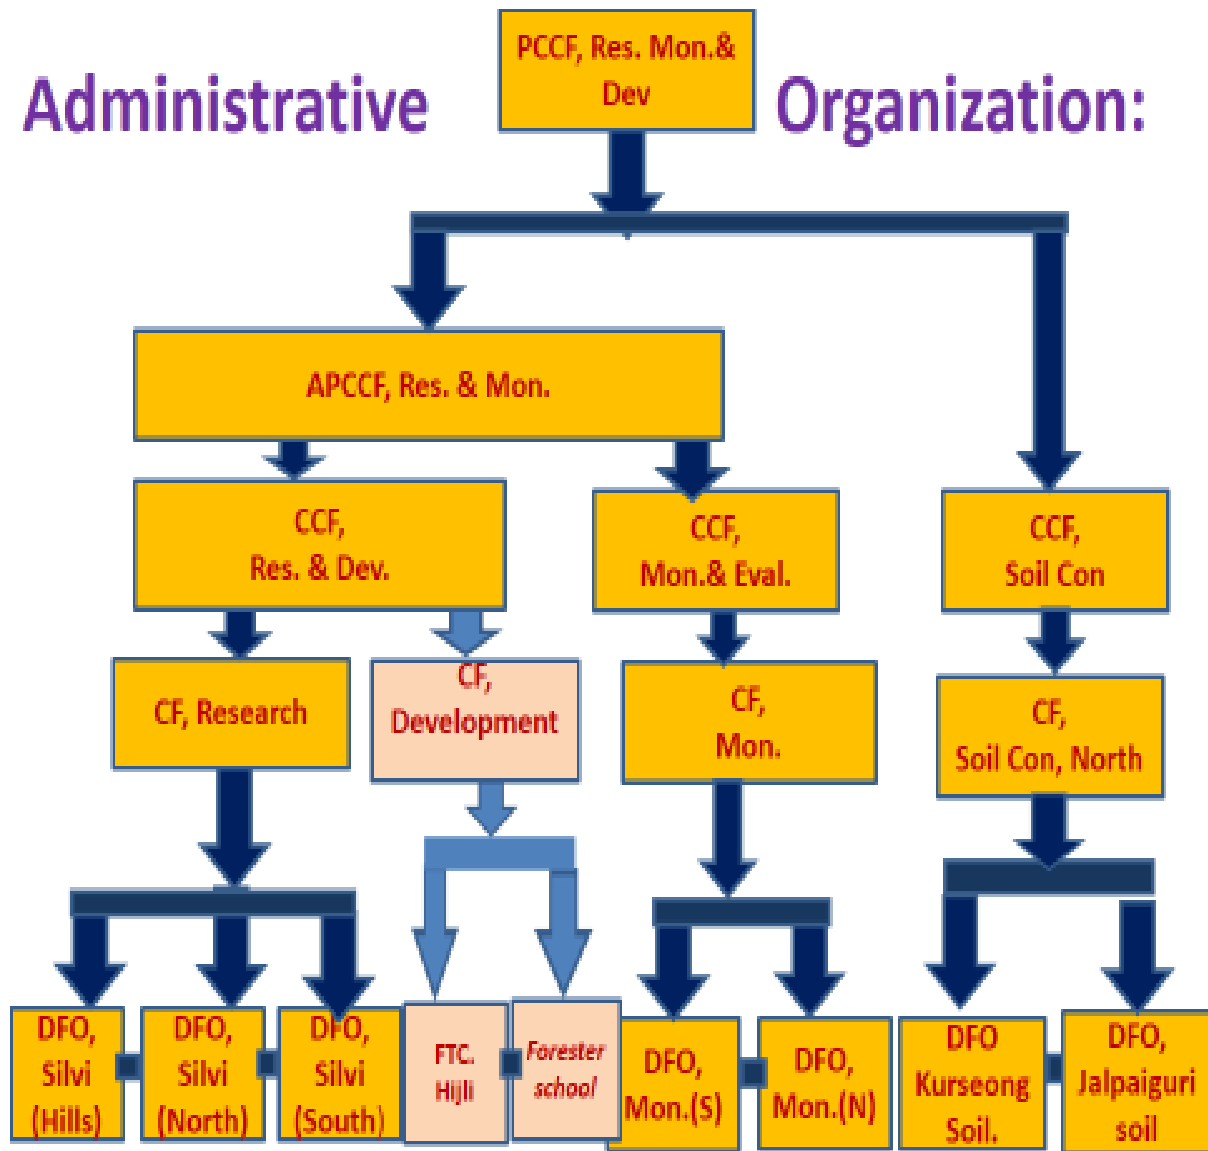 Administrative Organization:
PCCF, Res. Mon.&
Dev
APCCF, Res. & Mon.
CCF,
Res. & Dev.
CCF,
Mon.& Eval.
CCF,
Soil Con
CF, Research
CF,
Development
CF,
Mon.
CF,
Soil Con, North
DFO,
Silvi
(Hills)
DFO,
Silvi
(North)
DFO,
Silvi
(South)
FTC.
Hijli
Forester
school
DFO,
Mon.(S)
DFO,
Mon.(N)
DFO
Kurseong
Soil.
DFO,
Jalpaiguri
soil